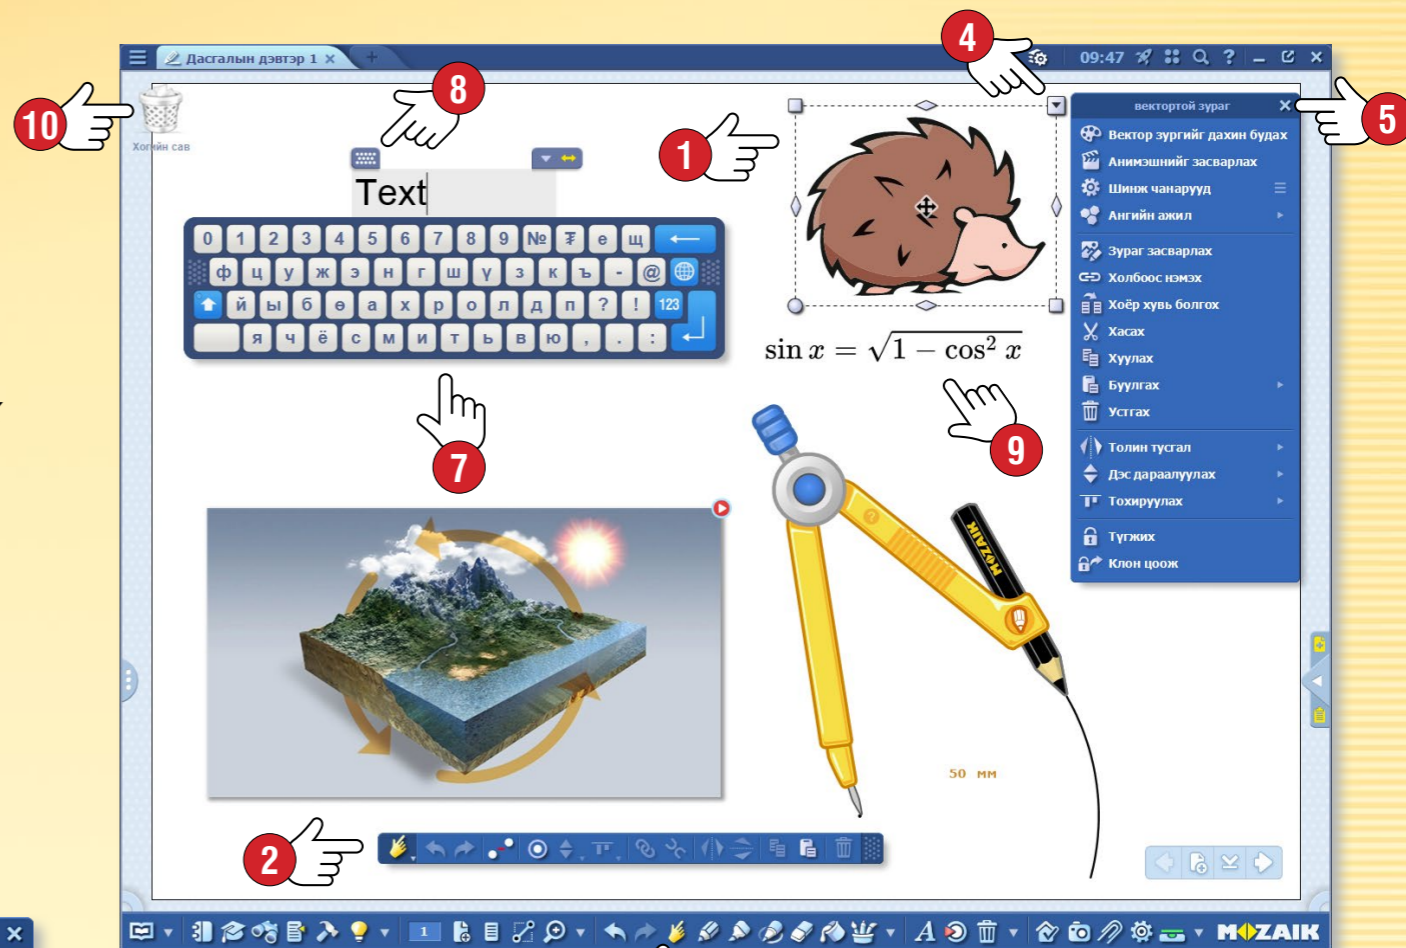 Дасгалын дэвтэр 1
09:47
4
8
10
Хогийн сав
1
5
вектортой зураг
Вектор зургийг дахин будах
Анимэшнийг засварлах
Шинж чанарууд
Ангийн ажил
Зураг засварлах
Холбоос нэмэх
Хоёр хувь болгох
Хасах
Хуулах
Буулгах
Устгах
Толин тусгал
Дэс дараалуулах
Тохируулах
Түгжих
Клон цоож
Text
0 1 2 3 4 5 6 7 8 9 № ₮ е щ
ф ц у ж э н г ш ү з к ъ - @
й ы б ө а х р о л д п ? ! 123
я ч ё с м и т ь в ю , . :
sin x = √1 − cos² x
7
9
MOZAIK
50 мм
2
1
MOZAIK